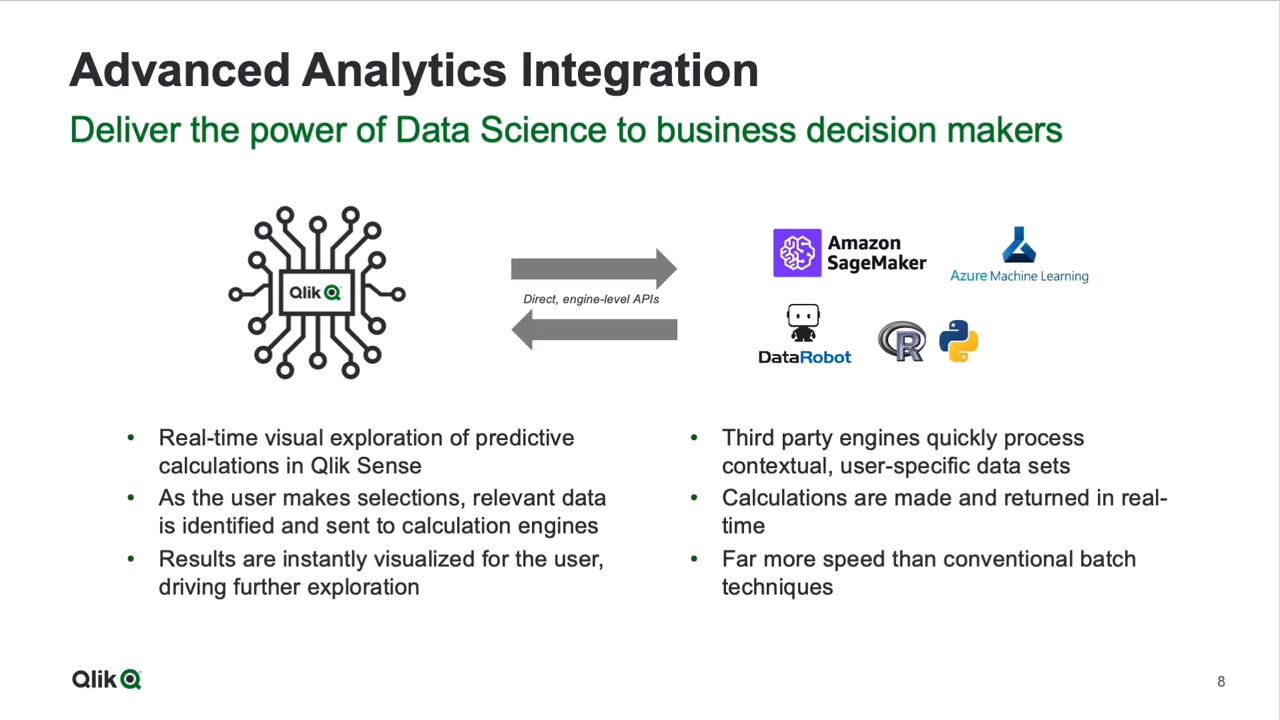 Advanced Analytics Integration
Deliver the power of Data Science to business decision makers
Qlik
Direct, engine-level APIs
Amazon
SageMaker
Azure Machine Learning
DataRobot
R
• Real-time visual exploration of predictive
calculations in Qlik Sense
• As the user makes selections, relevant data
is identified and sent to calculation engines
• Results are instantly visualized for the user,
driving further exploration
• Third party engines quickly process
contextual, user-specific data sets
• Calculations are made and returned in real-
time
• Far more speed than conventional batch
techniques
Qlik
8